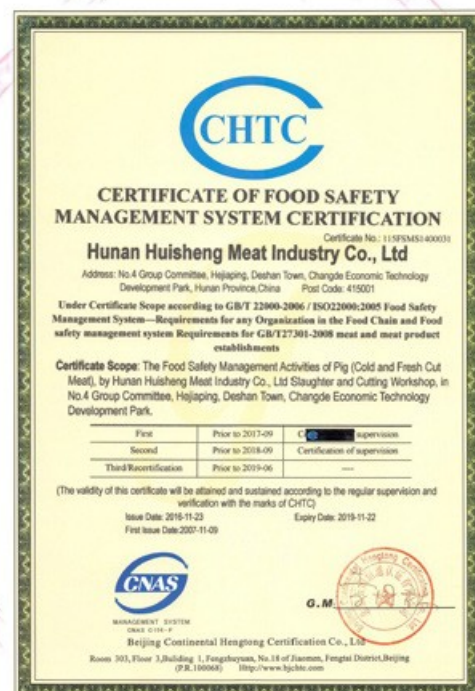 CHTC
CERTIFICATE OF FOOD SAFETY
MANAGEMENT SYSTEM CERTIFICATION
Certificate No.: 115FSMS1400031
Hunan Huisheng Meat Industry Co., Ltd
Address: No.4 Group Committee, Hejiaping, Deshan Town, Changde Economic Technology
Development Park, Hunan Province,China Post Code: 415001
Under Certificate Scope according to GB/T 22000-2006 / ISO22000:2005 Food Safety
Management System—Requirements for any Organization in the Food Chain and Food
safety management system Requirements for GB/T27301-2008 meat and meat product
establishments
Certificate Scope: The Food Safety Management Activities of Pig (Cold and Fresh Cut
Meat), by Hunan Huisheng Meat Industry Co., Ltd Slaughter and Cutting Workshop, in
No.4 Group Committee, Hejiaping, Deshan Town, Changde Economic Technology
Development Park.
First Prior to 2017-09 supervision
Second Prior to 2018-09 Certification of supervision
Third/Recertification Prior to 2019-06 ----
(The validity of this certificate will be attained and sustained according to the regular supervision and
verification with the marks of CHTC)
Issue Date: 2016-11-23 Expiry Date: 2019-11-22
First Issue Date:2007-11-09
CNAS
MANAGEMENT SYSTEM
G.M.
Beijing Continental Hengtong Certification Co., Ltd
Room 303, Floor 3,Buliding 1, Fengzhuyuan, No.18 of Jiaomen, Fengtai District,Beijing
(P.R.100068) Http://www.bjchtc.com